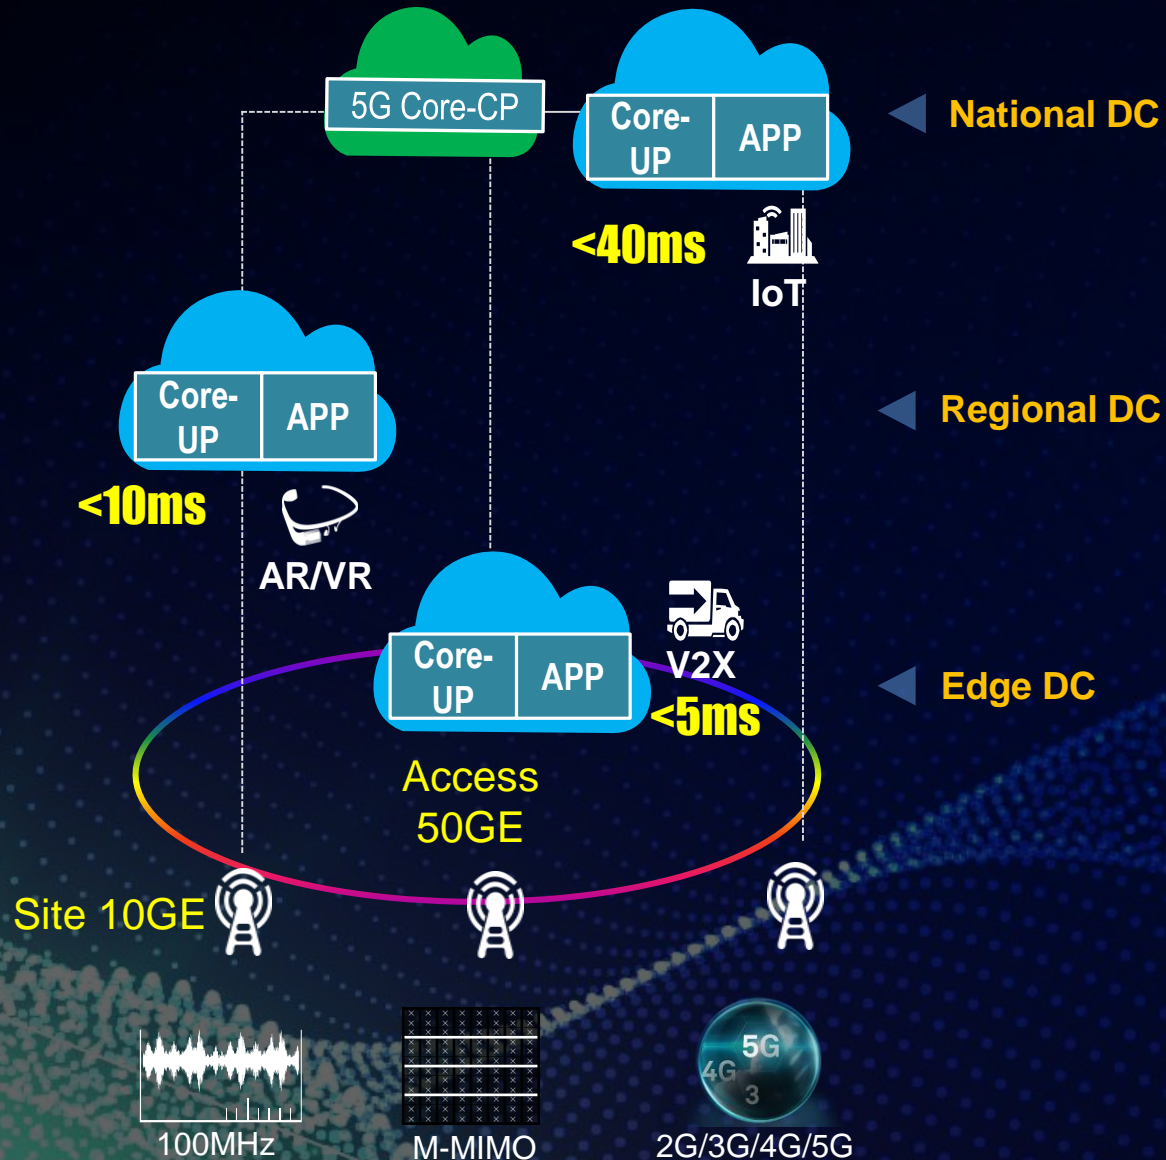 5G Core-CP
Core-
UP
APP
National DC
<40ms
IoT
Core-
UP
APP
Regional DC
<10ms
AR/VR
Core-
UP
APP
V2X
<5ms
Edge DC
Access
50GE
Site 10GE
5G
4G
3
100MHz
M-MIMO
2G/3G/4G/5G